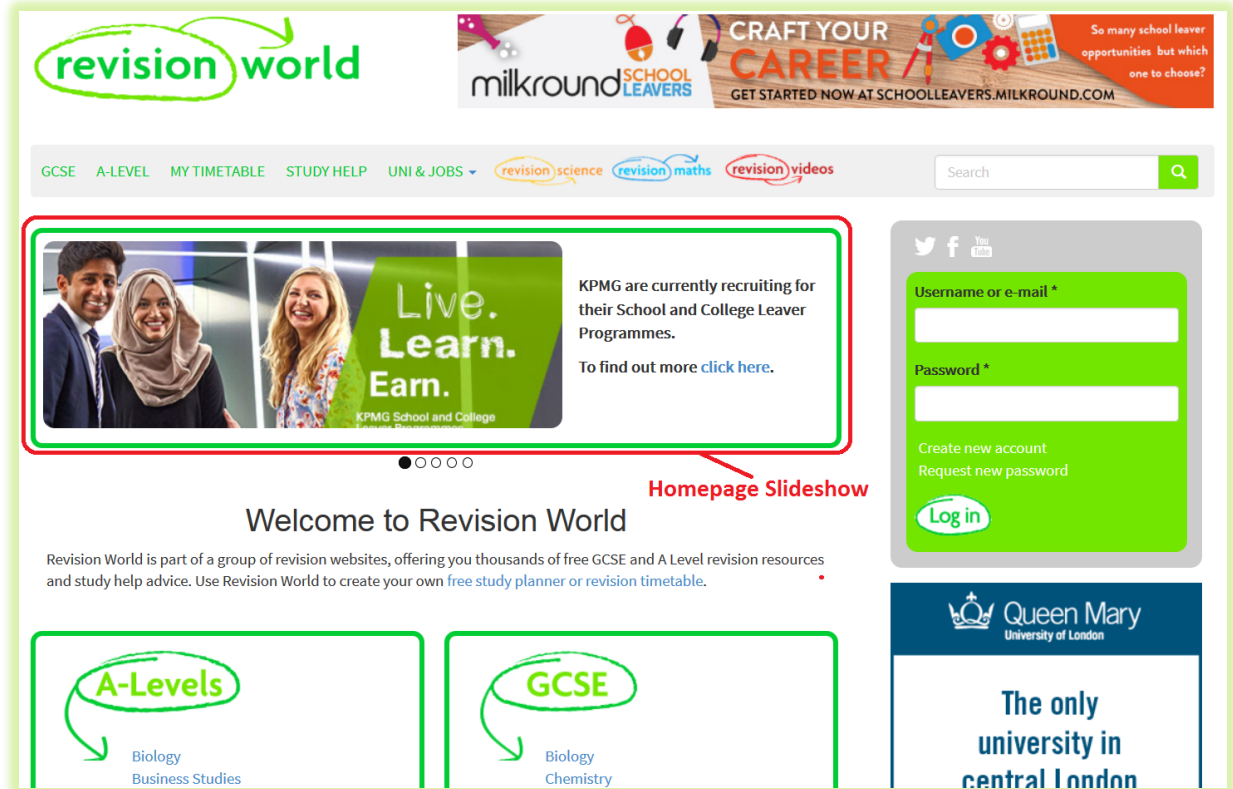 revision world
milkround SCHOOL LEAVERS
CRAFT YOUR
CAREER
GET STARTED NOW AT SCHOOLLEAVERS.MILKROUND.COM
So many school leaver
opportunities but which
one to choose?
GCSE A-LEVEL MY TIMETABLE STUDY HELP UNI & JOBS revision science revision maths revision videos Search
Live.
Learn.
Earn.
KPMG School and College
Leaver Programmes
KPMG are currently recruiting for
their School and College Leaver
Programmes.
To find out more click here.
Homepage Slideshow
Welcome to Revision World
Revision World is part of a group of revision websites, offering you thousands of free GCSE and A Level revision resources
and study help advice. Use Revision World to create your own free study planner or revision timetable.
A-Levels
Biology
Business Studies
GCSE
Biology
Chemistry
You
Tube
Username or e-mail *
Password *
Create new account
Request new password
Log in
Queen Mary
University of London
The only
university in
central London